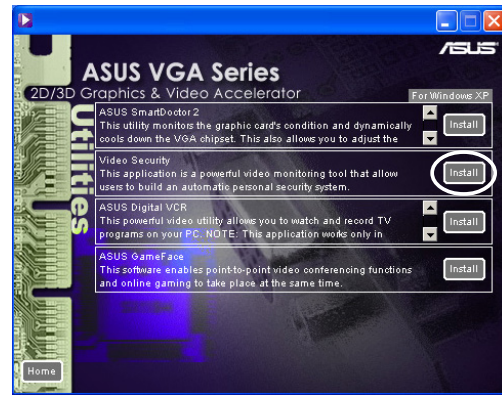 ASUS
ASUS VGA Series
2D/3D Graphics & Video Accelerator
For Windows XP
Utilities
ASUS SmartDoctor 2
This utility monitors the graphic card's condition and dynamically
cools down the VGA chipset. This also allows you to adjust the
Install
Video Security
This application is a powerful video monitoring tool that allow
users to build an automatic personal security system.
Install
ASUS Digital VCR
This powerful video utility allows you to watch and record TV
programs on your PC. NOTE: This application works only in
Install
ASUS GameFace
This software enables point-to-point video conferencing functions
and online gaming to take place at the same time.
Install
Home